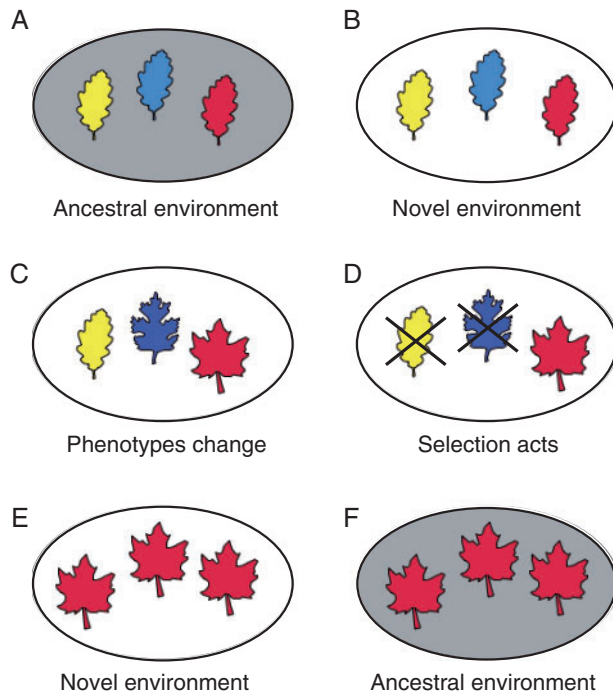 A
B
Ancestral environment
Novel environment
C
D
Phenotypes change
Selection acts
E
F
Novel environment
Ancestral environment